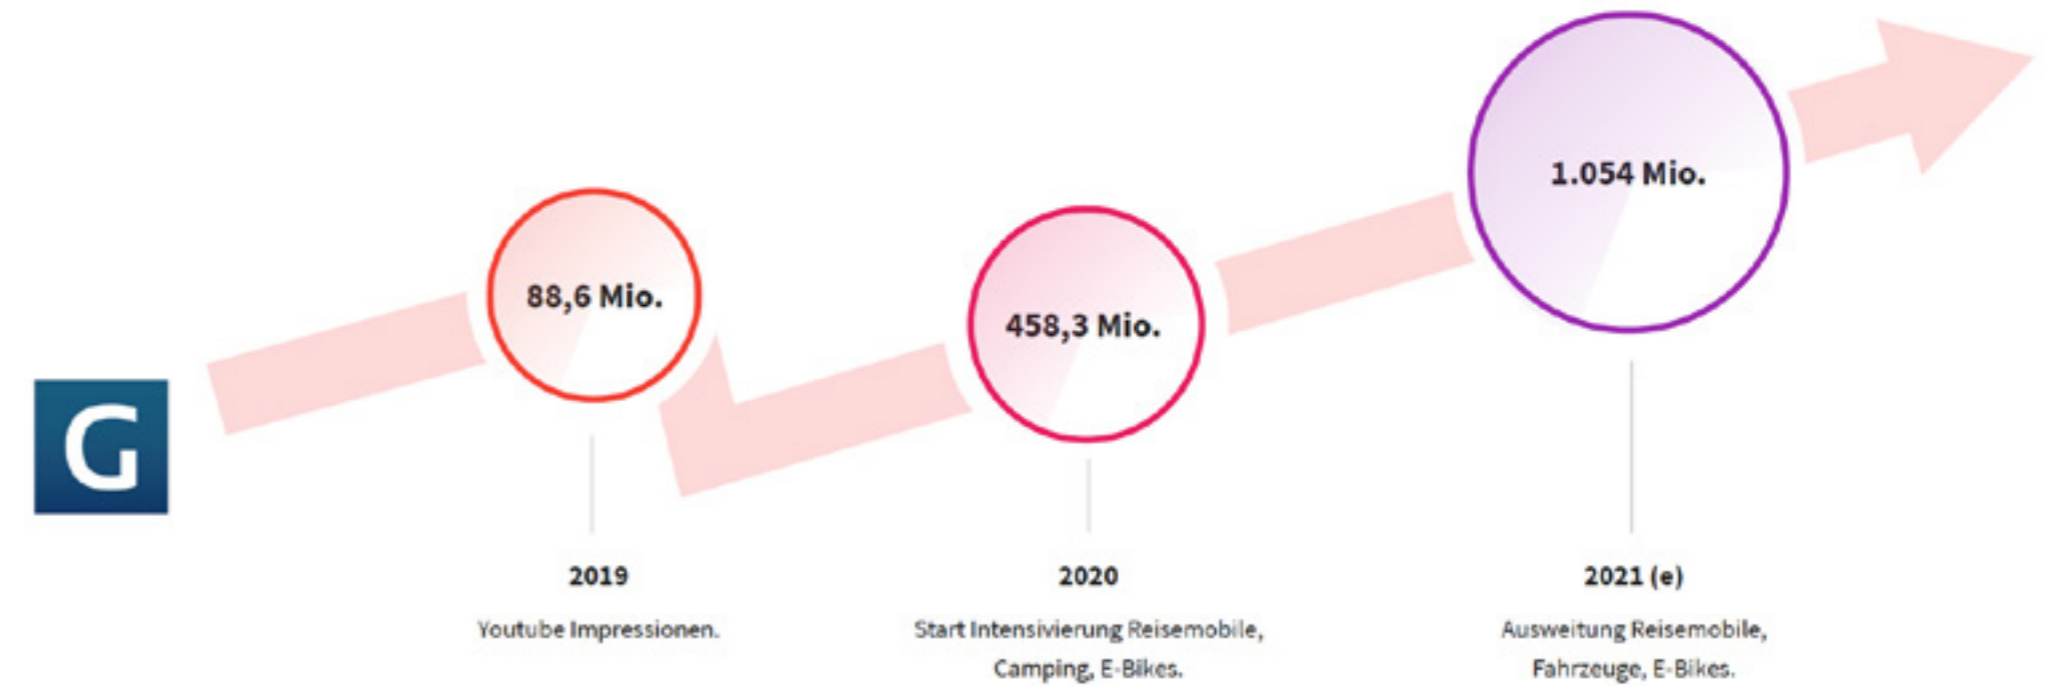 G
88,6 Mio.
458,3 Mio.
1.054 Mio.
2019
Youtube Impressionen.
2020
Start Intensivierung Reisemobile,
Camping, E-Bikes.
2021 (e)
Ausweitung Reisemobile,
Fahrzeuge, E-Bikes.